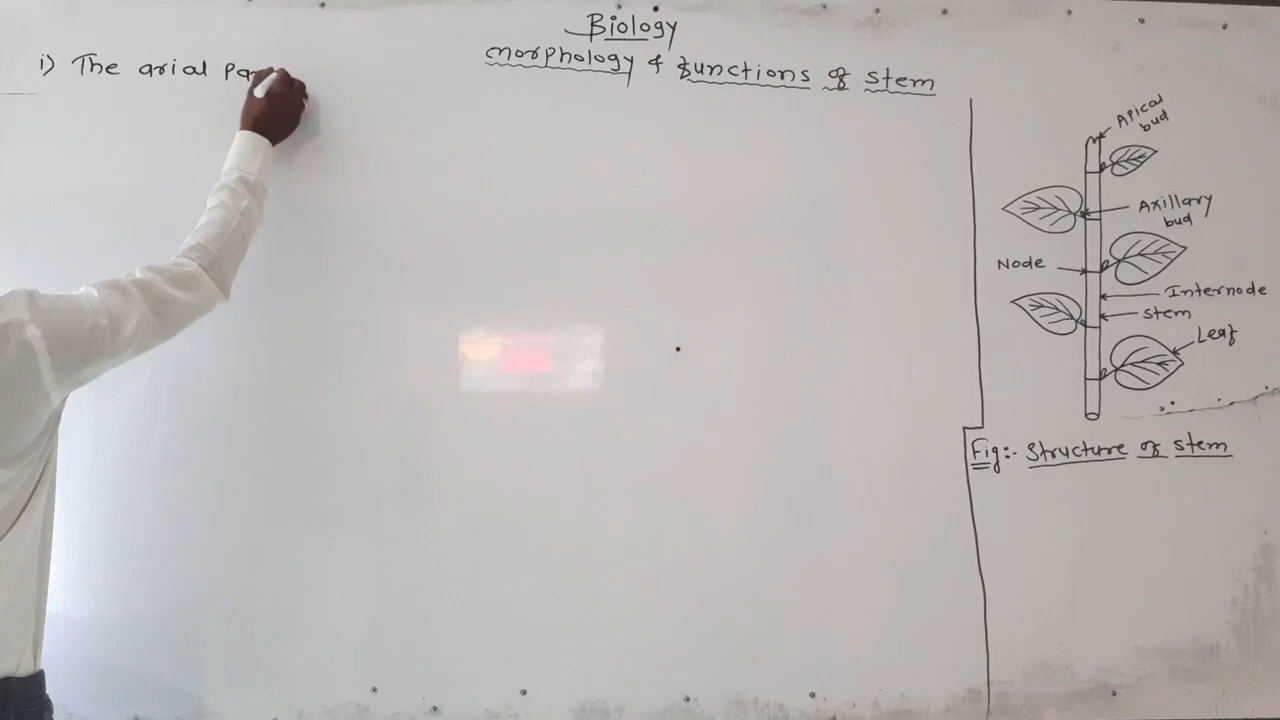 Biology
morphology & functions of stem
i) The arial Pa
Apical
bud
Axillary
bud
Node
Internode
stem
Leaf
Fig:- Structure of stem